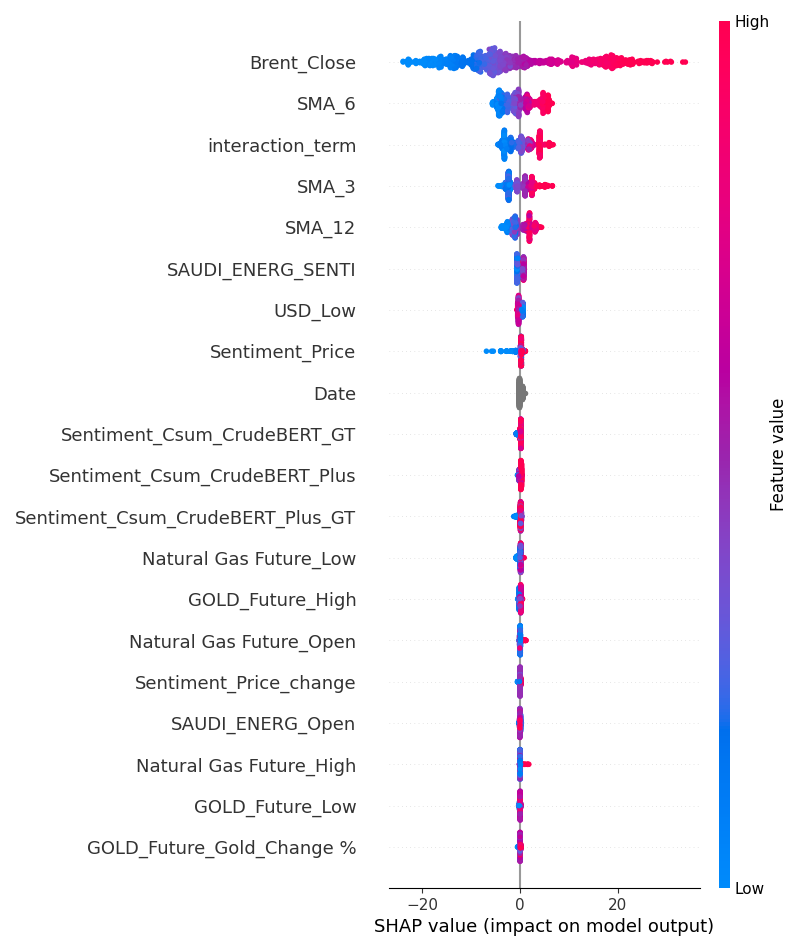 High
Brent_Close
SMA_6
interaction_term
SMA_3
SMA_12
SAUDI_ENERG_SENTI
USD_Low
Sentiment_Price
Date
Sentiment_Csum_CrudeBERT_GT
Sentiment_Csum_CrudeBERT_Plus
Sentiment_Csum_CrudeBERT_Plus_GT
Natural Gas Future_Low
GOLD_Future_High
Natural Gas Future_Open
Sentiment_Price_change
SAUDI_ENERG_Open
Natural Gas Future_High
GOLD_Future_Low
GOLD_Future_Gold_Change %
Feature value
Low
−20 0 20
SHAP value (impact on model output)